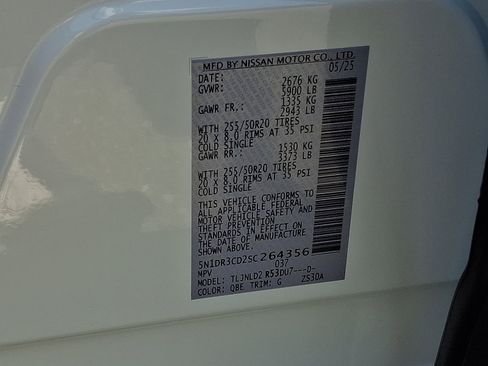 MFD BY NISSAN MOTOR CO., LTD.
DATE: 05/25
GVWR: 2676 KG
5900 LB
GAWR FR.: 1335 KG
2943 LB
WITH 255/50R20 TIRES
20 X 8.0 RIMS AT 35 PSI
COLD SINGLE
GAWR RR.: 1530 KG
3373 LB
WITH 255/50R20 TIRES
20 X 8.0 RIMS AT 35 PSI
COLD SINGLE
THIS VEHICLE CONFORMS TO
ALL APPLICABLE FEDERAL
MOTOR VEHICLE SAFETY AND
THEFT PREVENTION
STANDARDS IN EFFECT ON
THE DATE OF MANUFACTURE
SHOWN ABOVE.
5N1DR3CD2SC264356
MPV 037
MODEL: TLJNLD2 R53DU7---D-
COLOR: QBE TRIM: G ZS30A